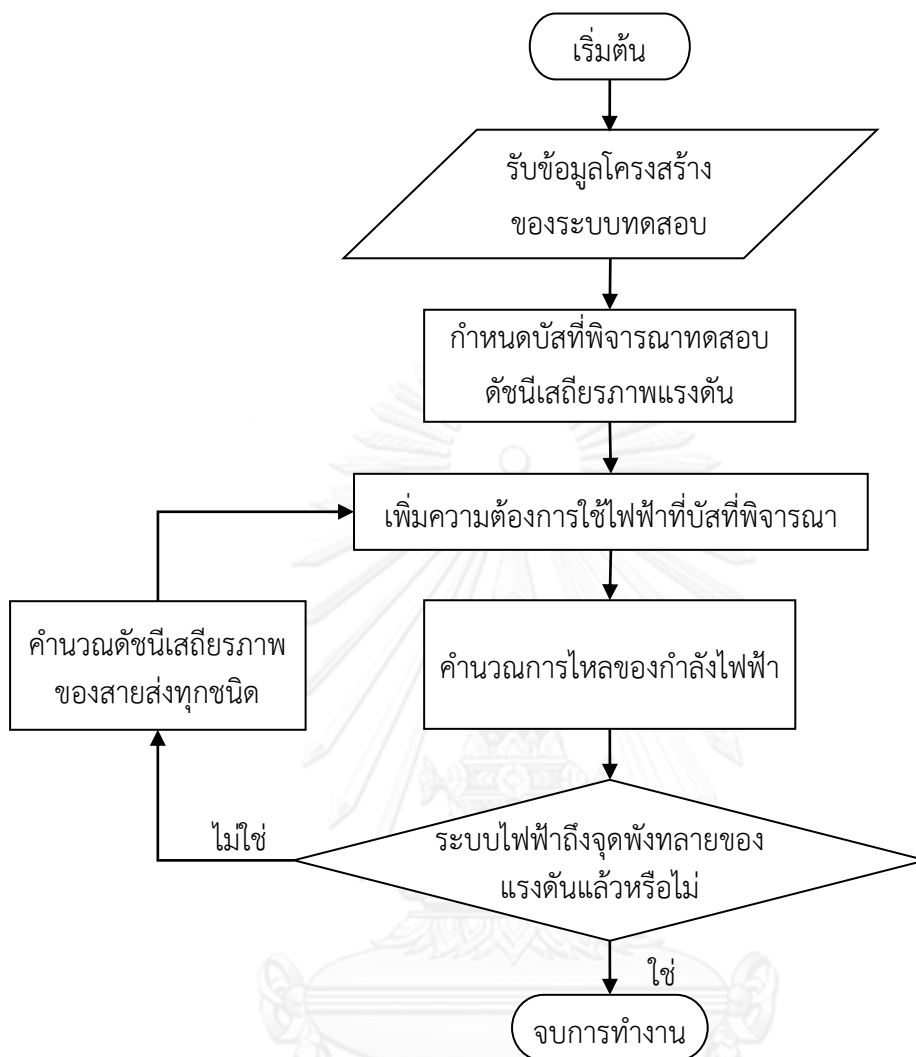 เริ่มต้น
รับข้อมูลโครงสร้าง
ของระบบทดสอบ
กำหนดบัสที่พิจารณาทดสอบ
ดัชนีเสถียรภาพแรงดัน
เพิ่มความต้องการใช้ไฟฟ้าที่บัสที่พิจารณา
คำนวณดัชนีเสถียรภาพ
ของสายส่งทุกชนิด
คำนวณการไหลของกำลังไฟฟ้า
ไม่ใช่
ระบบไฟฟ้าถึงจุดพังทลายของ
แรงดันแล้วหรือไม่
ใช่
จบการทำงาน